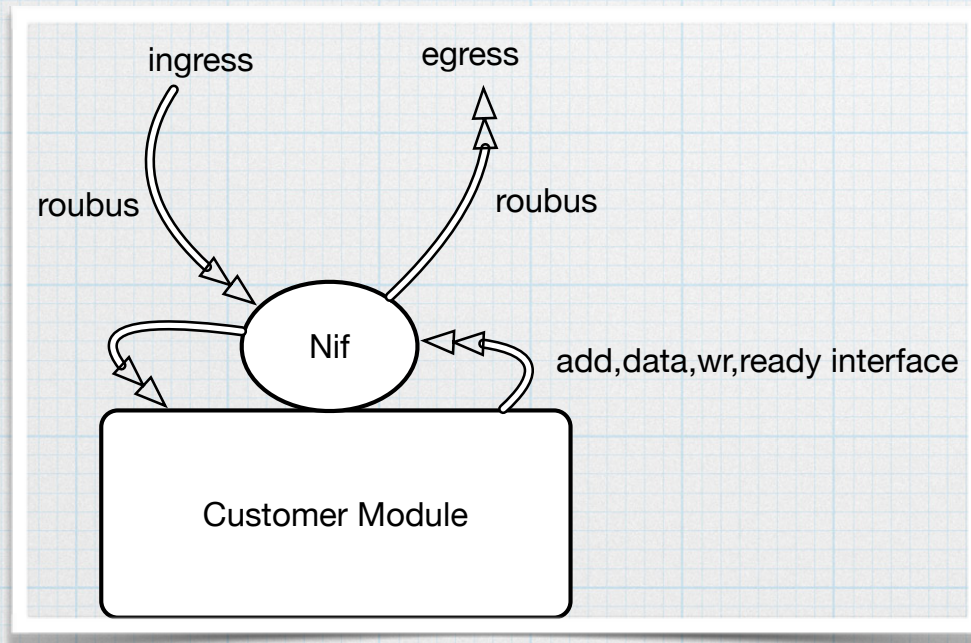 ingress
egress
roubus
roubus
Nif
add,data,wr,ready interface
Customer Module